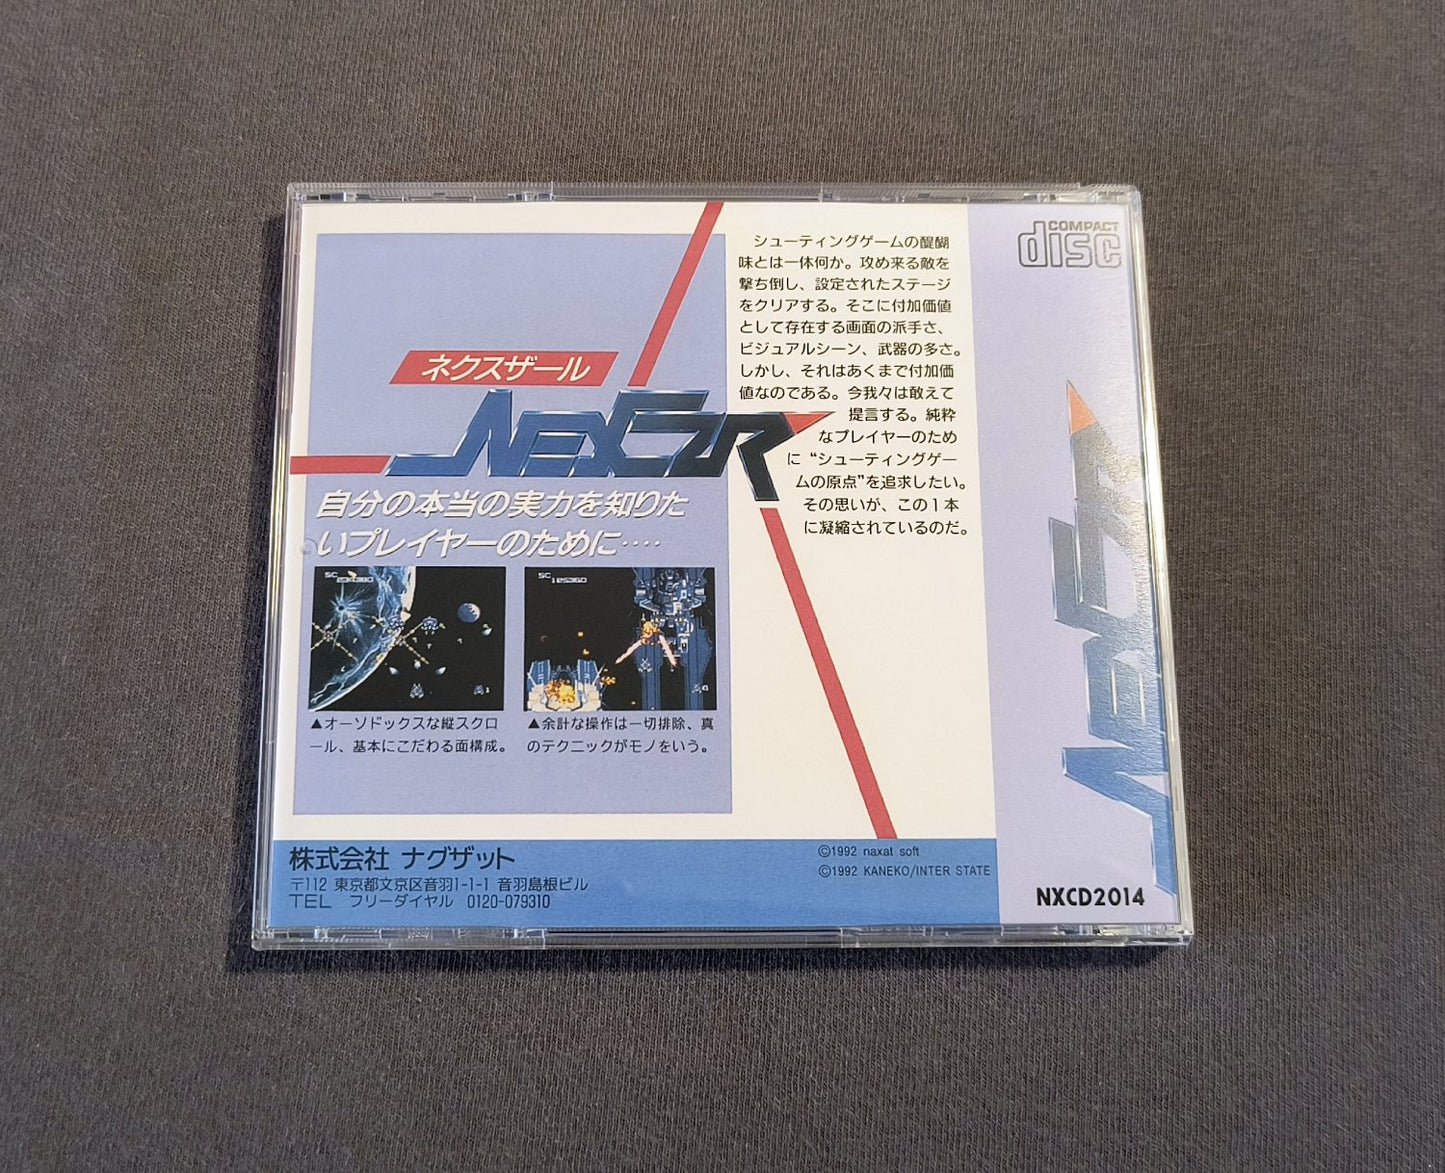 シューティングゲームの醍醐
味とは一体何か。攻め来る敵を
撃ち倒し、設定されたステージ
をクリアする。そこに付加価値
として存在する画面の派手さ、
ビジュアルシーン、武器の多さ。
しかし、それはあくまで付加価
値なのである。今我々は敢えて
提言する。純粋
なプレイヤーのため
に“シューティングゲー
ムの原点”を追求したい。
その思いが、この1本
に凝縮されているのだ。
ネクスザール
NEXZR
自分の本当の実力を知りた
いプレイヤーのために‥‥
SC
SC
125360
▲オーソドックスな縦スクロ
ール、基本にこだわる面構成。
▲余計な操作は一切排除、真
のテクニックがモノをいう。
株式会社 ナグザット
〒112 東京都文京区音羽1-1-1 音羽島根ビル
TEL フリーダイヤル 0120-079310
©1992 naxat soft
©1992 KANEKO/INTER STATE
COMPACT
disc
NEXZR
NXCD2014